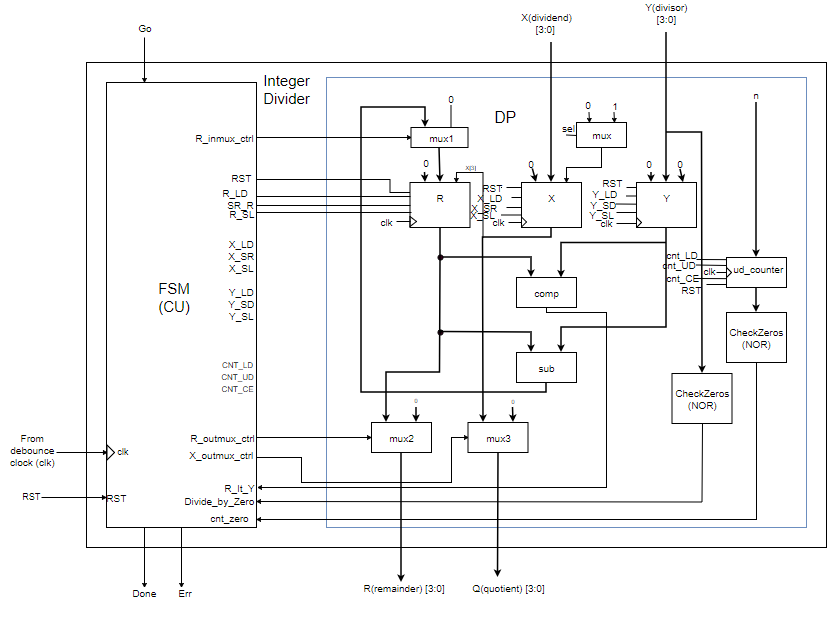 X(dividend)
[3:0]
Y(divisor)
[3:0]
Go
Integer
Divider
DP
n
0
0
1
sel
mux
R_inmux_ctrl
mux1
0
x[3]
0
0
0
RST
R_LD
SR_R
R_SL
clk
R
RST
X_LD
X_SR
X_SL
clk
X
RST
Y_LD
Y_SD
Y_SL
clk
Y
X_LD
X_SR
X_SL
cnt_LD
cnt_UD
clk
cnt_CE
RST
ud_counter
FSM
(CU)
Y_LD
Y_SD
Y_SL
comp
CheckZeros
(NOR)
CNT_LD
CNT_UD
CNT_CE
sub
CheckZeros
(NOR)
0
0
R_outmux_ctrl
mux2
mux3
From
debounce
clock (clk)
clk
X_outmux_ctrl
R_lt_Y
RST
RST
Divide_by_Zero
cnt_zero
Done
Err
R(remainder) [3:0]
Q(quotient) [3:0]